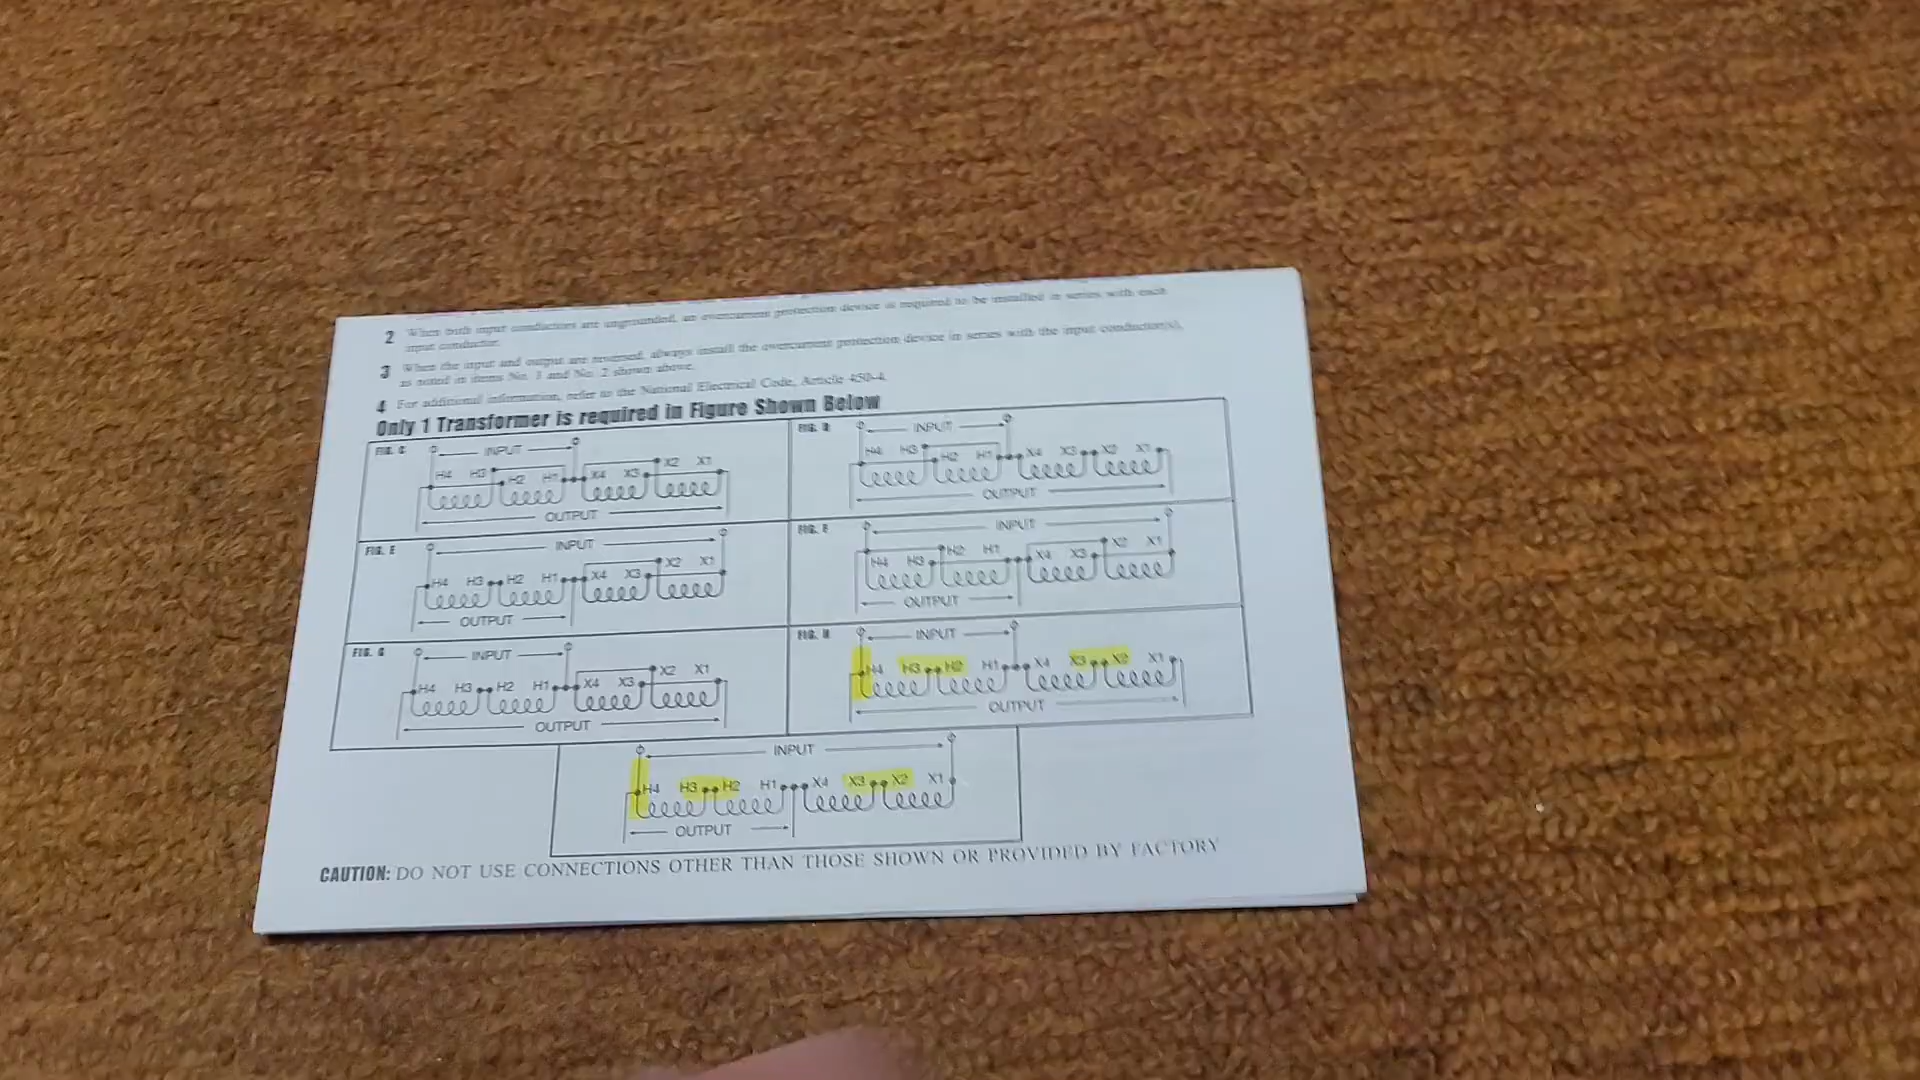 2 When both input conductors are ungrounded, an overcurrent protection device is required to be installed in series with each
input conductor.
3 When the input and output are reversed, always install the overcurrent protection device in series with the input conductor(s),
as noted in items No. 1 and No. 2 shown above.
4 For additional information, refer to the National Electrical Code, Article 450-4.
Only 1 Transformer is required in Figure Shown Below
FIG. C
INPUT
H4 H3 H2 H1 X4 X3 X2 X1
OUTPUT
FIG. D
INPUT
H4 H3 H2 H1 X4 X3 X2 X1
OUTPUT
FIG. E
INPUT
H4 H3 H2 H1 X4 X3 X2 X1
OUTPUT
FIG. F
INPUT
H4 H3 H2 H1 X4 X3 X2 X1
OUTPUT
FIG. G
INPUT
H4 H3 H2 H1 X4 X3 X2 X1
OUTPUT
FIG. H
INPUT
H4 H3 H2 H1 X4 X3 X2 X1
OUTPUT
INPUT
H4 H3 H2 H1 X4 X3 X2 X1
OUTPUT
CAUTION: DO NOT USE CONNECTIONS OTHER THAN THOSE SHOWN OR PROVIDED BY FACTORY